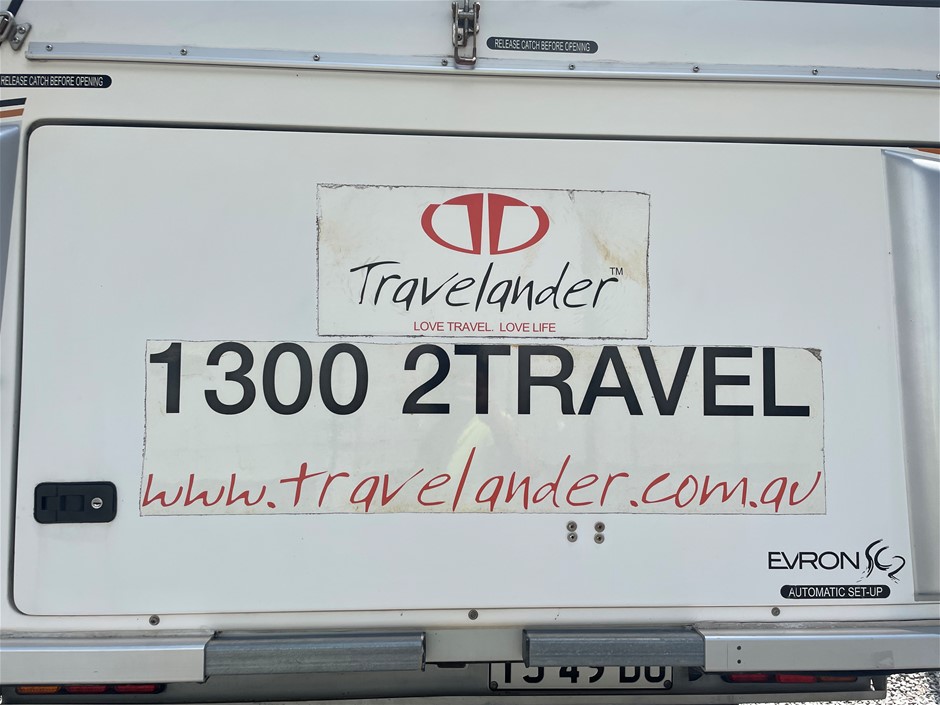 RELEASE CATCH BEFORE OPENING
RELEASE CATCH BEFORE OPENING
Travelander™
LOVE TRAVEL. LOVE LIFE
1300 2TRAVEL
www.travelander.com.au
EVRON SC2
AUTOMATIC SET-UP